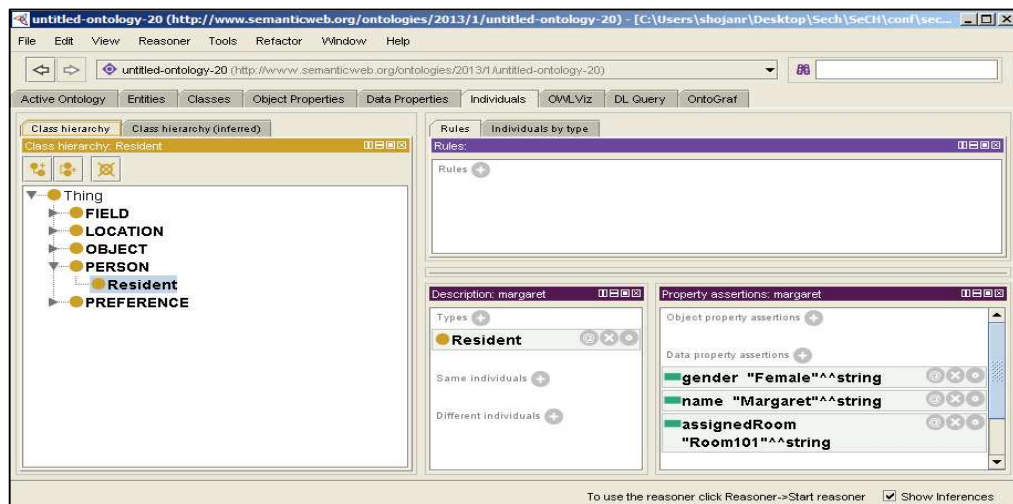 untitled-ontology-20 (http://www.semanticweb.org/ontologies/2013/1/untitled-ontology-20) - [C:\Users\shojanr\Desktop\Sech\SeCH\conf\sec...
File Edit View Reasoner Tools Refactor Window Help
untitled-ontology-20 (http://www.semanticweb.org/ontologies/2013/1/untitled-ontology-20)
Active Ontology Entities Classes Object Properties Data Properties Individuals OWLViz DL Query OntoGraf
Class hierarchy Class hierarchy (inferred)
Class hierarchy: Resident
Thing
FIELD
LOCATION
OBJECT
PERSON
Resident
PREFERENCE
Rules Individuals by type
Rules:
Rules
Description: margaret
Types
Resident
Same individuals
Different individuals
Property assertions: margaret
Object property assertions
Data property assertions
gender "Female"^^string
name "Margaret"^^string
assignedRoom
"Room101"^^string
To use the reasoner click Reasoner->Start reasoner Show Inferences